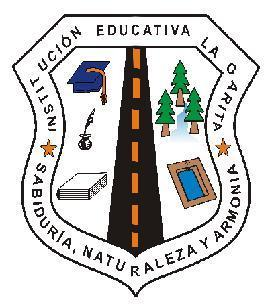 INSTITUCIÓN EDUCATIVA LA GARITA
SABIDURÍA, NATURALEZA Y ARMONIA